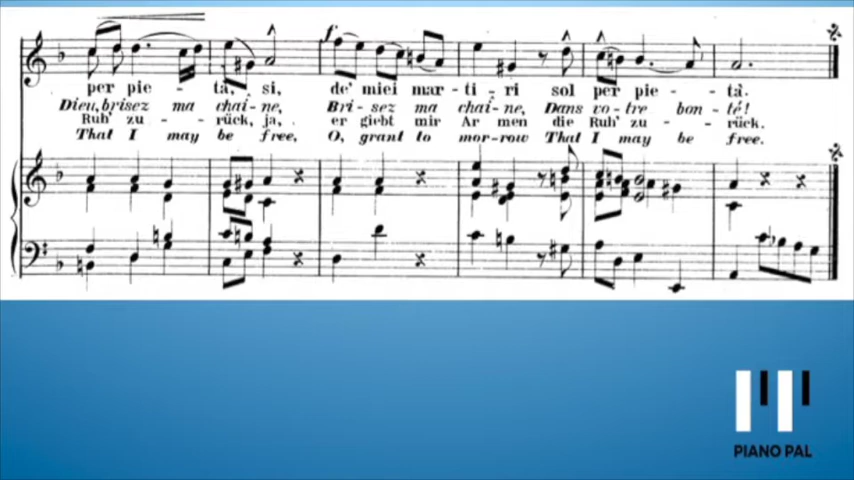 per pie - tà, si, de' miei mar - ti - ri sol per pie - tà.
Dieu, brisez ma chai - ne, Bri - sez ma chai - ne, Dans vo - tre bon - té!
Ruh' zu - - rück, ja, er giebt mir Ar men die Ruh' zu - - rück.
That I may be free, O, grant to mor - row That I may be free.
PIANO PAL